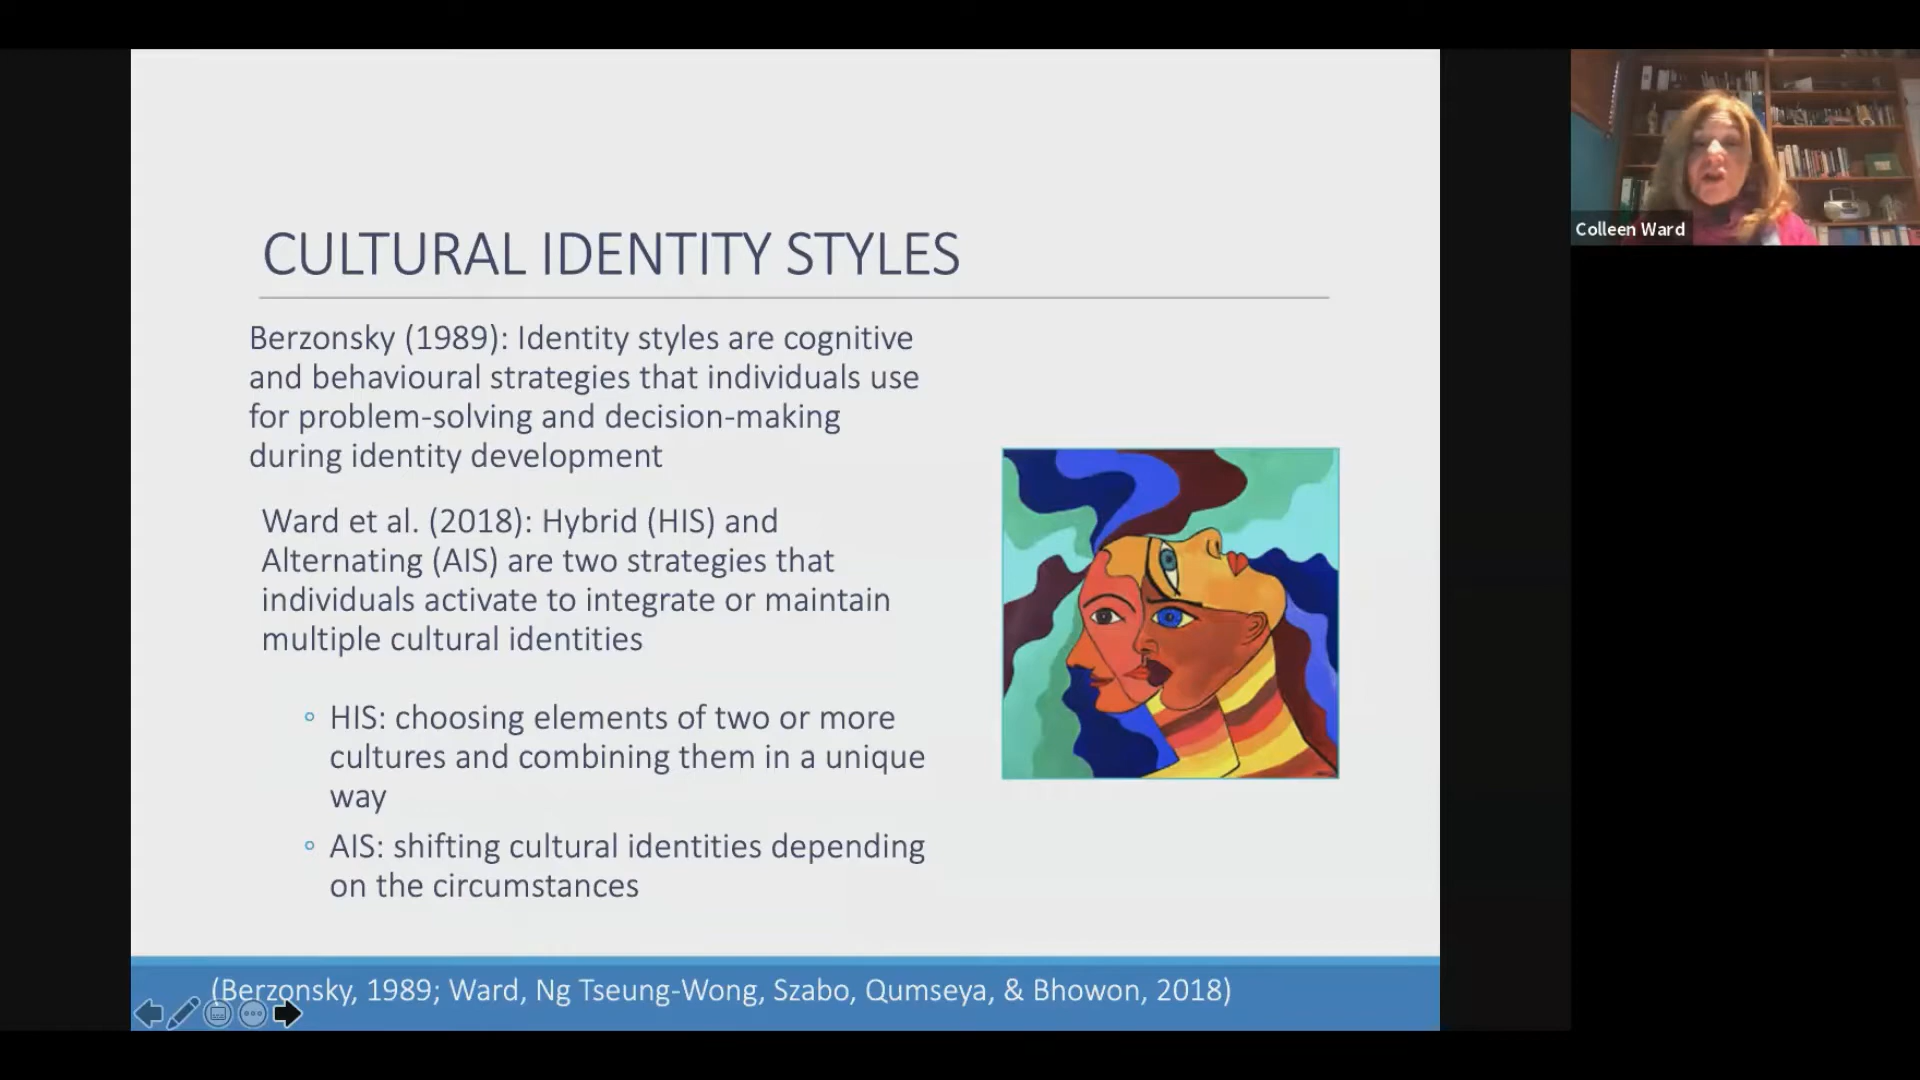 CULTURAL IDENTITY STYLES
Berzonsky (1989): Identity styles are cognitive
and behavioural strategies that individuals use
for problem-solving and decision-making
during identity development
Ward et al. (2018): Hybrid (HIS) and
Alternating (AIS) are two strategies that
individuals activate to integrate or maintain
multiple cultural identities
◦ HIS: choosing elements of two or more
cultures and combining them in a unique
way
◦ AIS: shifting cultural identities depending
on the circumstances
(Berzonsky, 1989; Ward, Ng Tseung-Wong, Szabo, Qumseya, & Bhowon, 2018)
Colleen Ward